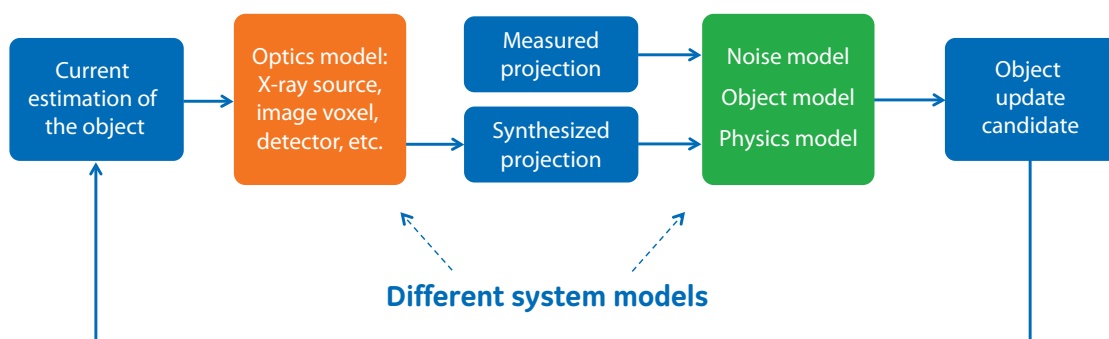 Current
estimation of
the object
Optics model:
X-ray source,
image voxel,
detector, etc.
Measured
projection
Synthesized
projection
Noise model
Object model
Physics model
Object
update
candidate
Different system models